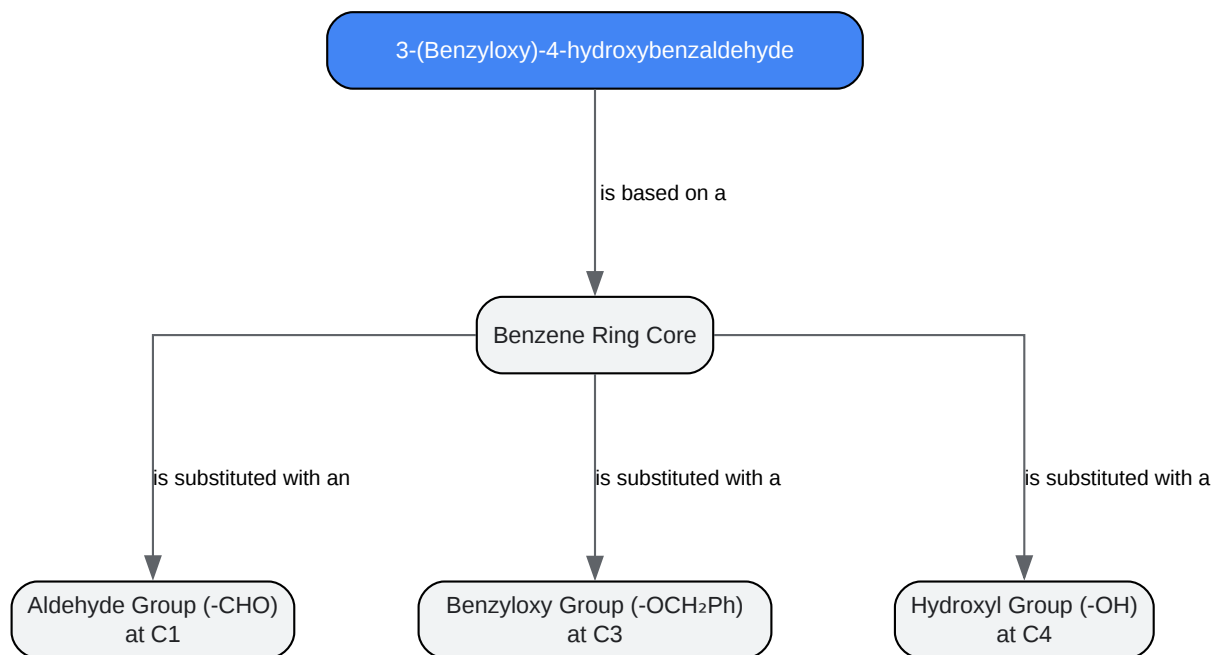 3-(Benzyloxy)-4-hydroxybenzaldehyde
is based on a
Benzene Ring Core
is substituted with an
is substituted with a
is substituted with a
Aldehyde Group (-CHO)
at C1
Benzyloxy Group (-OCH₂Ph)
at C3
Hydroxyl Group (-OH)
at C4